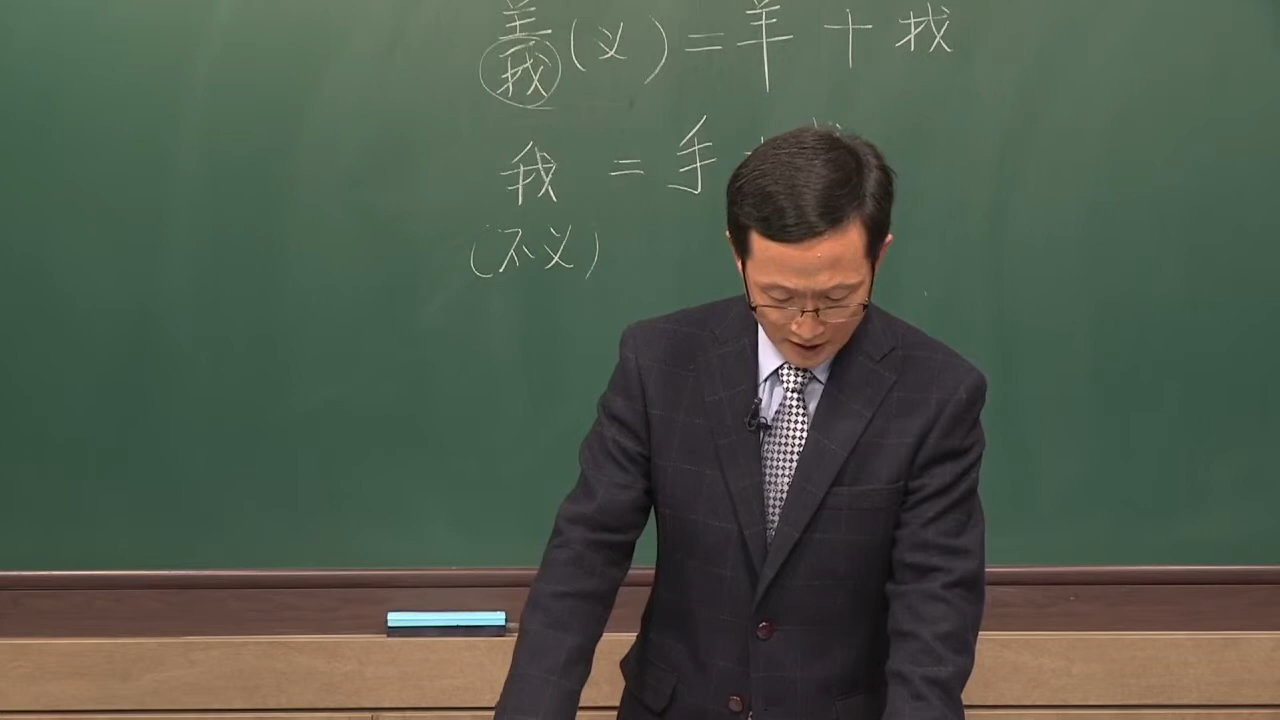 義(义) = 羊 + 我
我 = 手 +
(不义)